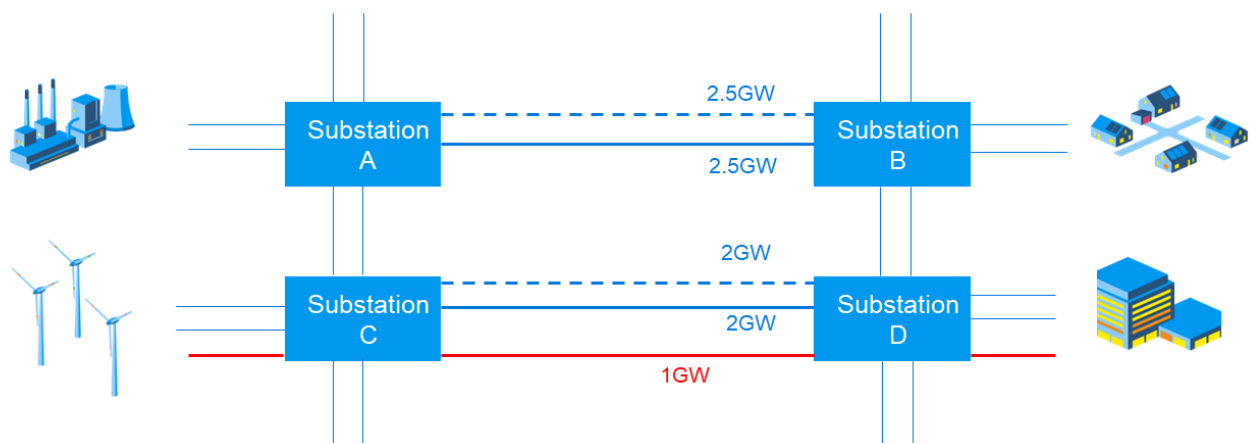 2.5GW
Substation
A
Substation
B
2.5GW
2GW
Substation
C
Substation
D
2GW
1GW